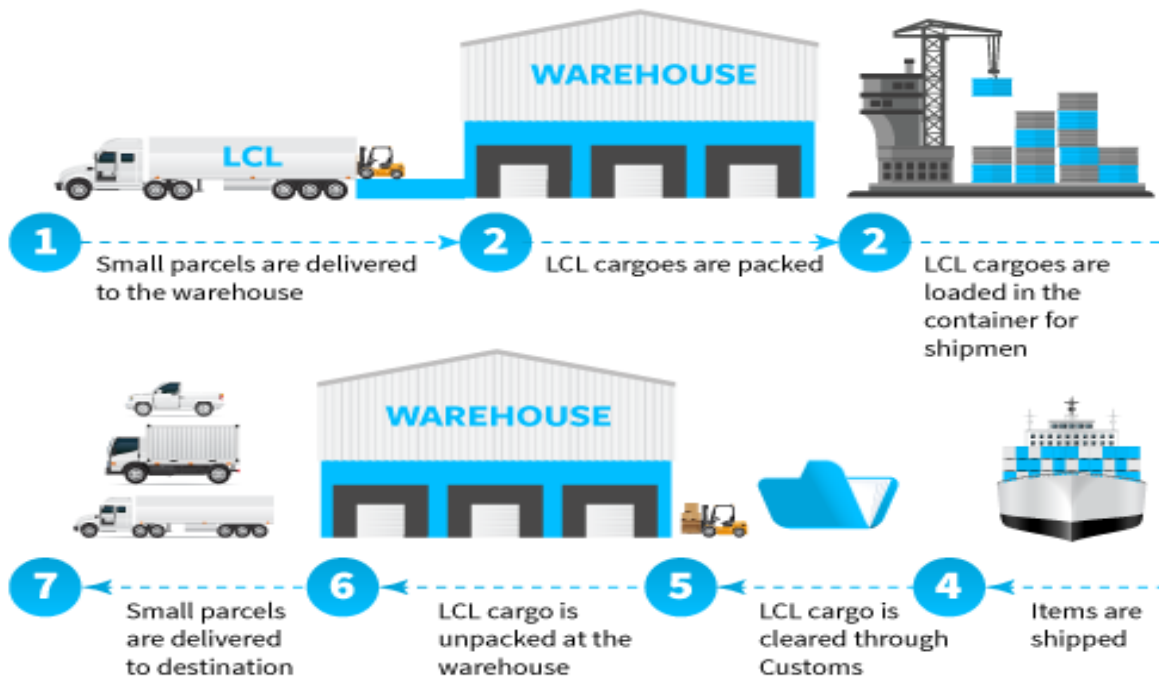 WAREHOUSE
LCL
1
2
2
Small parcels are delivered
to the warehouse
LCL cargoes are packed
LCL cargoes are
loaded in the
container for
shipmen
WAREHOUSE
7
6
5
4
Small parcels
are delivered
to destination
LCL cargo is
unpacked at the
warehouse
LCL cargo is
cleared through
Customs
Items are
shipped